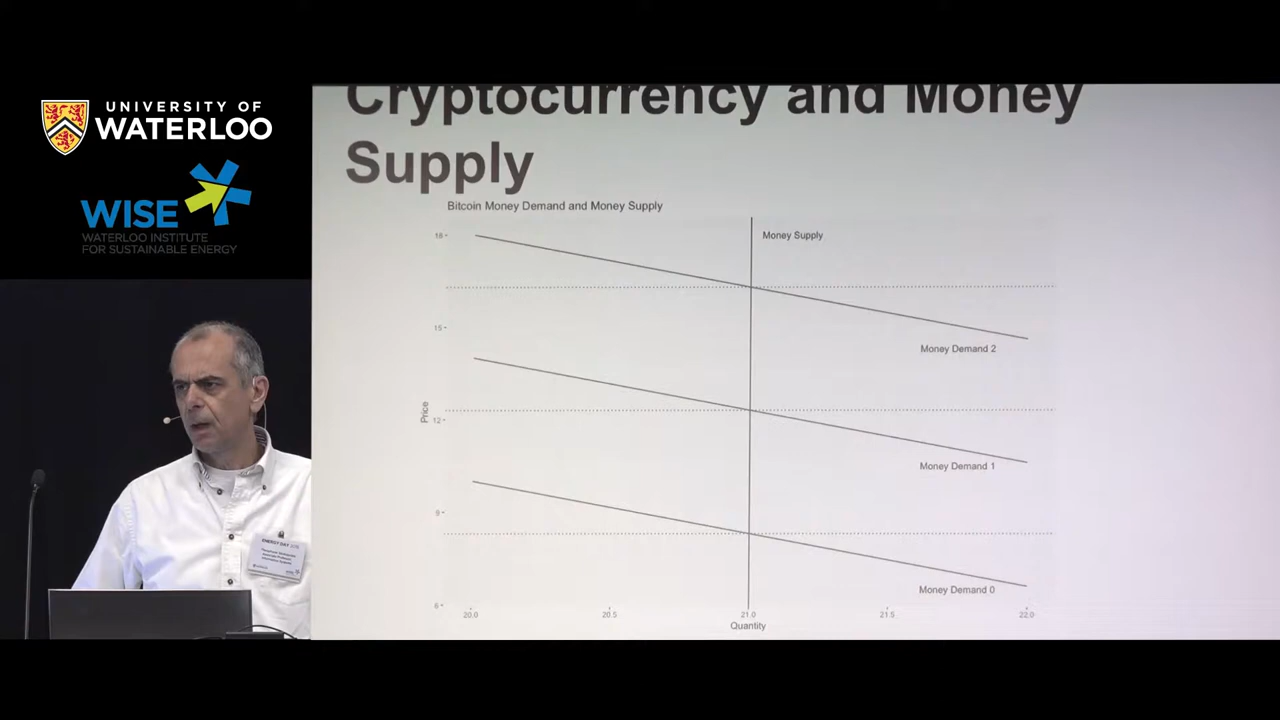 UNIVERSITY OF
WATERLOO
WISE
WATERLOO INSTITUTE
FOR SUSTAINABLE ENERGY
Cryptocurrency and Money
Supply
Bitcoin Money Demand and Money Supply
18
Money Supply
15
Money Demand 2
Price
12
Money Demand 1
9
Money Demand 0
6
20.0
20.5
21.0
21.5
22.0
Quantity
ENERGY DAY